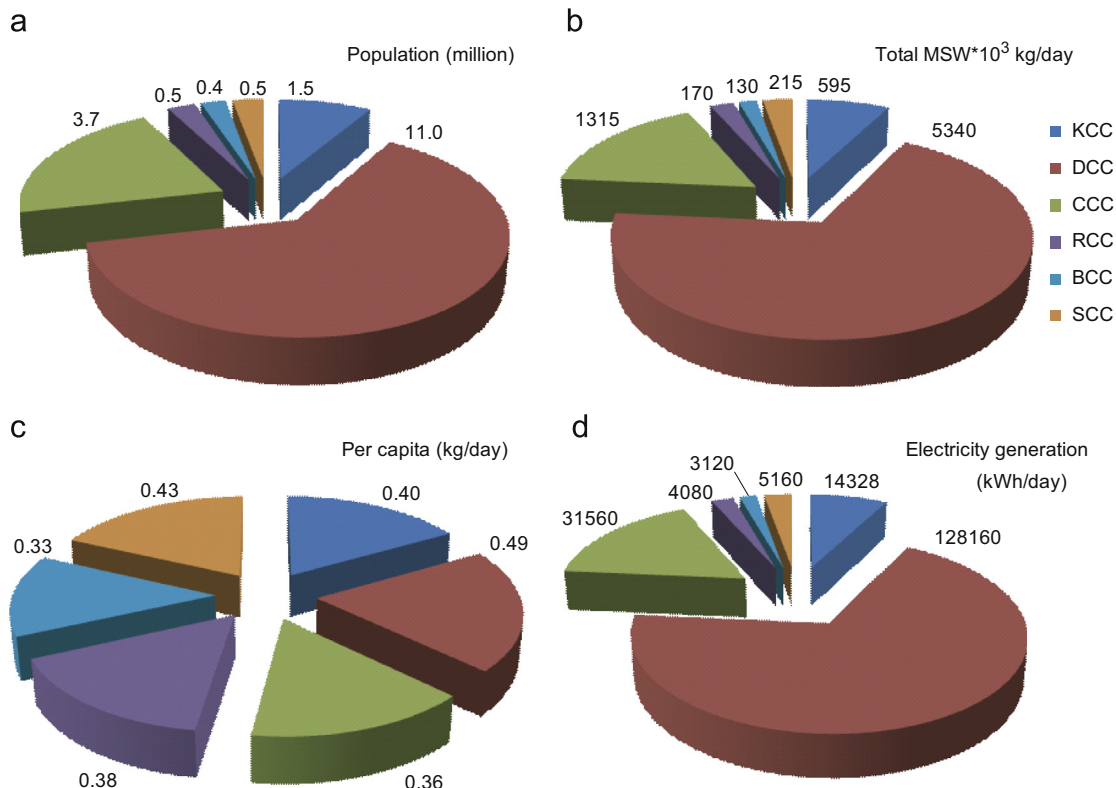 a
Population (million)
0.5
0.4
0.5
1.5
3.7
11.0
b
Total MSW*10³ kg/day
170
130
215
595
1315
5340
KCC
DCC
CCC
RCC
BCC
SCC
c
Per capita (kg/day)
0.43
0.40
0.33
0.49
0.38
0.36
d
Electricity generation
(kWh/day)
3120
5160
14328
4080
31560
128160